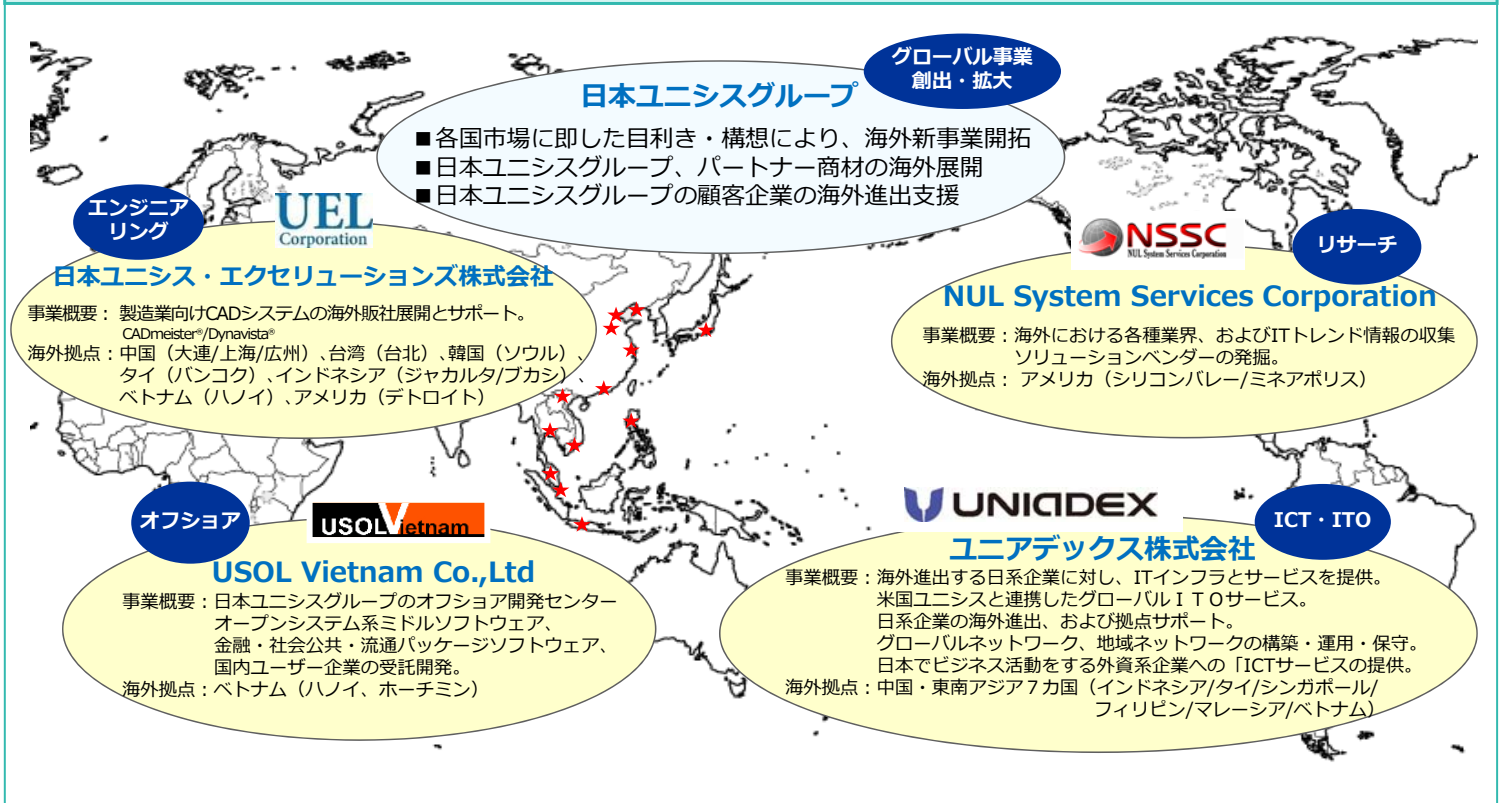 グローバル事業
創出・拡大
日本ユニシスグループ
■各国市場に即した目利き・構想により、海外新事業開拓
■日本ユニシスグループ、パートナー商材の海外展開
■日本ユニシスグループの顧客企業の海外進出支援
エンジニア
リング
UEL
Corporation
日本ユニシス・エクセリューションズ株式会社
事業概要： 製造業向けCADシステムの海外販社展開とサポート。
CADmeister®/Dynavista®
海外拠点：中国（大連/上海/広州）、台湾（台北）、韓国（ソウル）、
タイ（バンコク）、インドネシア（ジャカルタ/ブカシ）、
ベトナム（ハノイ）、アメリカ（デトロイト）
NSSC
NUL System Services Corporation
リサーチ
NUL System Services Corporation
事業概要：海外における各種業界、およびITトレンド情報の収集
ソリューションベンダーの発掘。
海外拠点： アメリカ（シリコンバレー/ミネアポリス）
オフショア
USOLVietnam
USOL Vietnam Co.,Ltd
事業概要：日本ユニシスグループのオフショア開発センター
オープンシステム系ミドルソフトウェア、
金融・社会公共・流通パッケージソフトウェア、
国内ユーザー企業の受託開発。
海外拠点：ベトナム（ハノイ、ホーチミン）
UNIADEX
ICT・ITO
ユニアデックス株式会社
事業概要：海外進出する日系企業に対し、ITインフラとサービスを提供。
米国ユニシスと連携したグローバルＩＴＯサービス。
日系企業の海外進出、および拠点サポート。
グローバルネットワーク、地域ネットワークの構築・運用・保守。
日本でビジネス活動をする外資系企業への「ICTサービスの提供。
海外拠点：中国・東南アジア７カ国（インドネシア/タイ/シンガポール/
フィリピン/マレーシア/ベトナム）